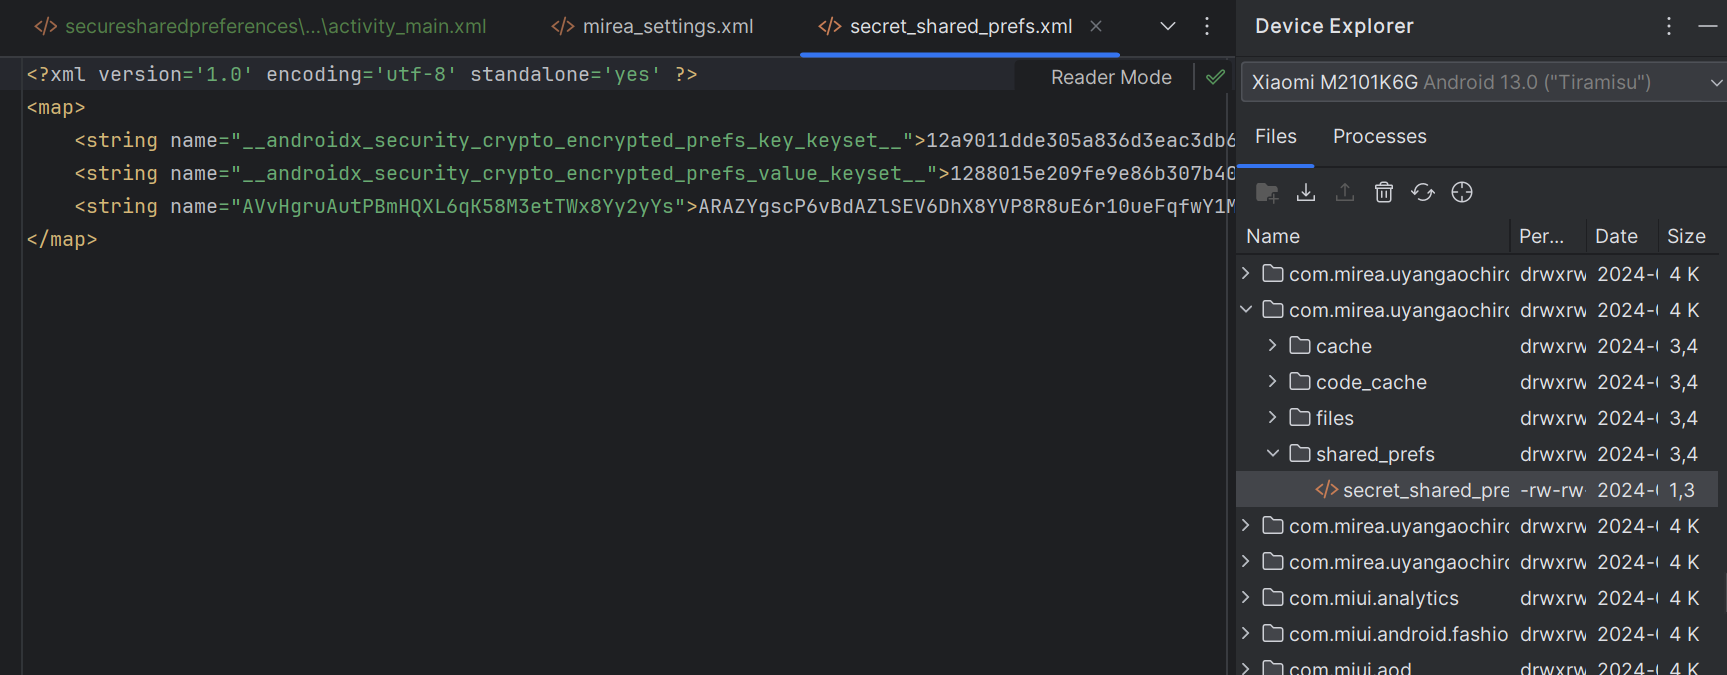 securesharedpreferences\...\activity_main.xml
mirea_settings.xml
secret_shared_prefs.xml
<?xml version='1.0' encoding='utf-8' standalone='yes' ?>
Reader Mode
<map>
<string name="__androidx_security_crypto_encrypted_prefs_key_keyset__">12a9011dde305a836d3eac3db6
<string name="__androidx_security_crypto_encrypted_prefs_value_keyset__">1288015e209fe9e86b307b40
<string name="AVvHgruAutPBmHQXL6qK58M3etTWx8Yy2yYs">ARAZYgscP6vBdAZlSEV6DhX8YVP8R8uE6r10ueFqfwY1M
</map>
Device Explorer
Xiaomi M2101K6G Android 13.0 ("Tiramisu")
Files Processes
Name Per... Date Size
com.mirea.uyangaochirc drwxrw 2024-( 4 K
com.mirea.uyangaochirc drwxrw 2024-( 4 K
cache drwxrw 2024-( 3,4
code_cache drwxrw 2024-( 3,4
files drwxrw 2024-( 3,4
shared_prefs drwxrw 2024-( 3,4
secret_shared_pre -rw-rw- 2024-( 1,3
com.mirea.uyangaochirc drwxrw 2024-( 4 K
com.mirea.uyangaochirc drwxrw 2024-( 4 K
com.miui.analytics drwxrw 2024-( 4 K
com.miui.android.fashio drwxrw 2024-( 4 K
com.miui.aod drwxrw 2024-( 4 K